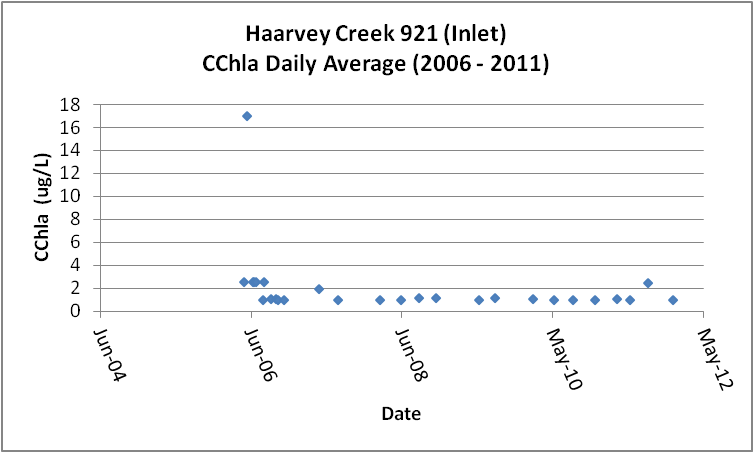 Haarvey Creek 921 (Inlet)
CChla Daily Average (2006 - 2011)
CChla (ug/L)
18
16
14
12
10
8
6
4
2
0
Jun-04
Jun-06
Jun-08
May-10
May-12
Date